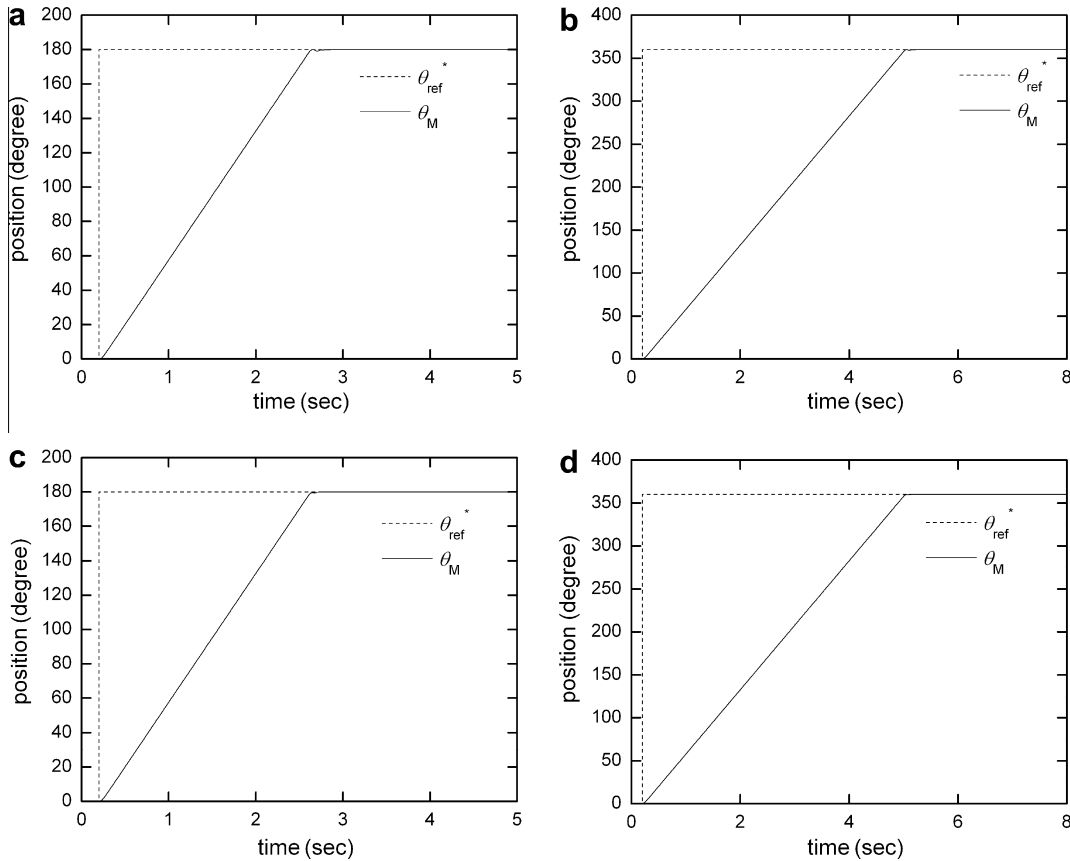 a
position (degree)
200
180
160
140
120
100
80
60
40
20
0
θref*
θM
0 1 2 3 4 5
time (sec)
b
position (degree)
400
350
300
250
200
150
100
50
0
θref*
θM
0 2 4 6 8
time (sec)
c
position (degree)
200
180
160
140
120
100
80
60
40
20
0
θref*
θM
0 1 2 3 4 5
time (sec)
d
position (degree)
400
350
300
250
200
150
100
50
0
θref*
θM
0 2 4 6 8
time (sec)